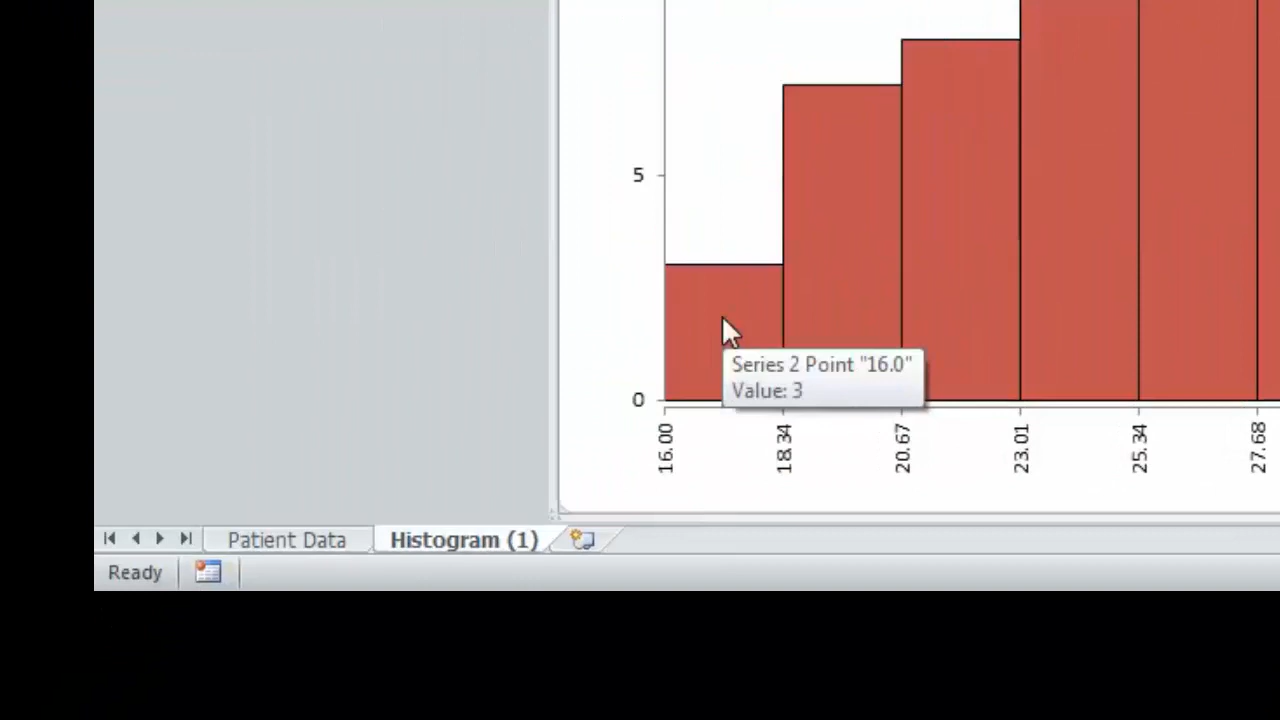 5
Series 2 Point "16.0"
Value: 3
0
16.00
18.34
20.67
23.01
25.34
27.68
Patient Data
Histogram (1)
Ready